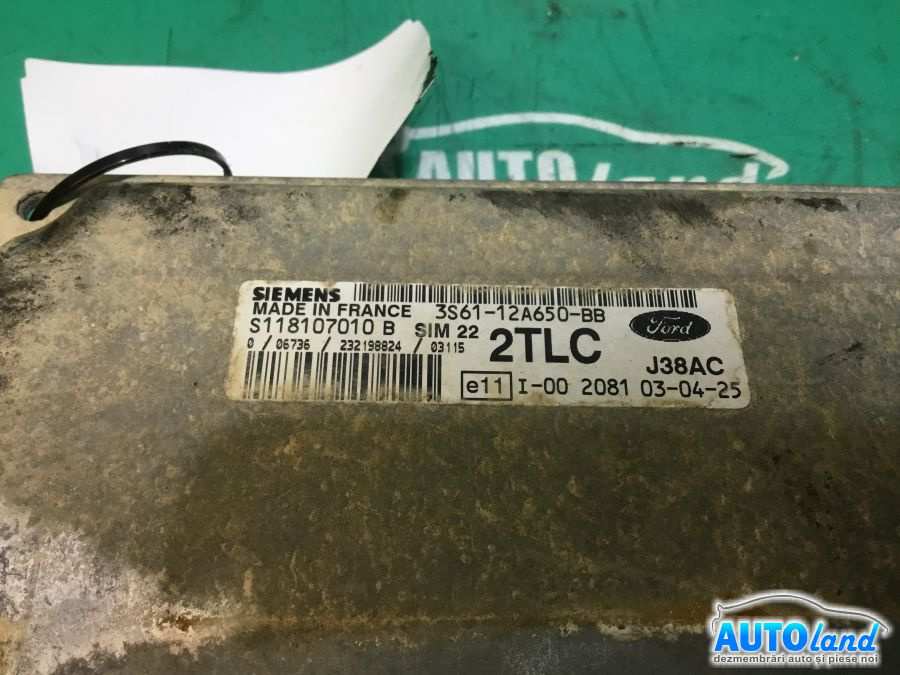 AUTOland
SIEMENS
MADE IN FRANCE 3S61-12A650-BB
S118107010 B SIM 22
0 / 06736 / 232198824 / 03115
2TLC
Ford
J38AC
e11 I-00 2081 03-04-25
AUTOland
dezmembrări auto și piese noi